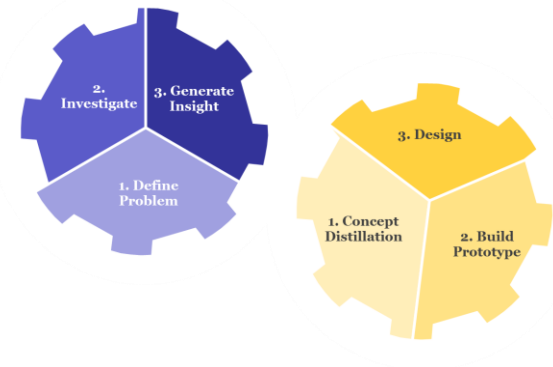 2.
Investigate
3. Generate
Insight
1. Define
Problem
3. Design
1. Concept
Distillation
2. Build
Prototype